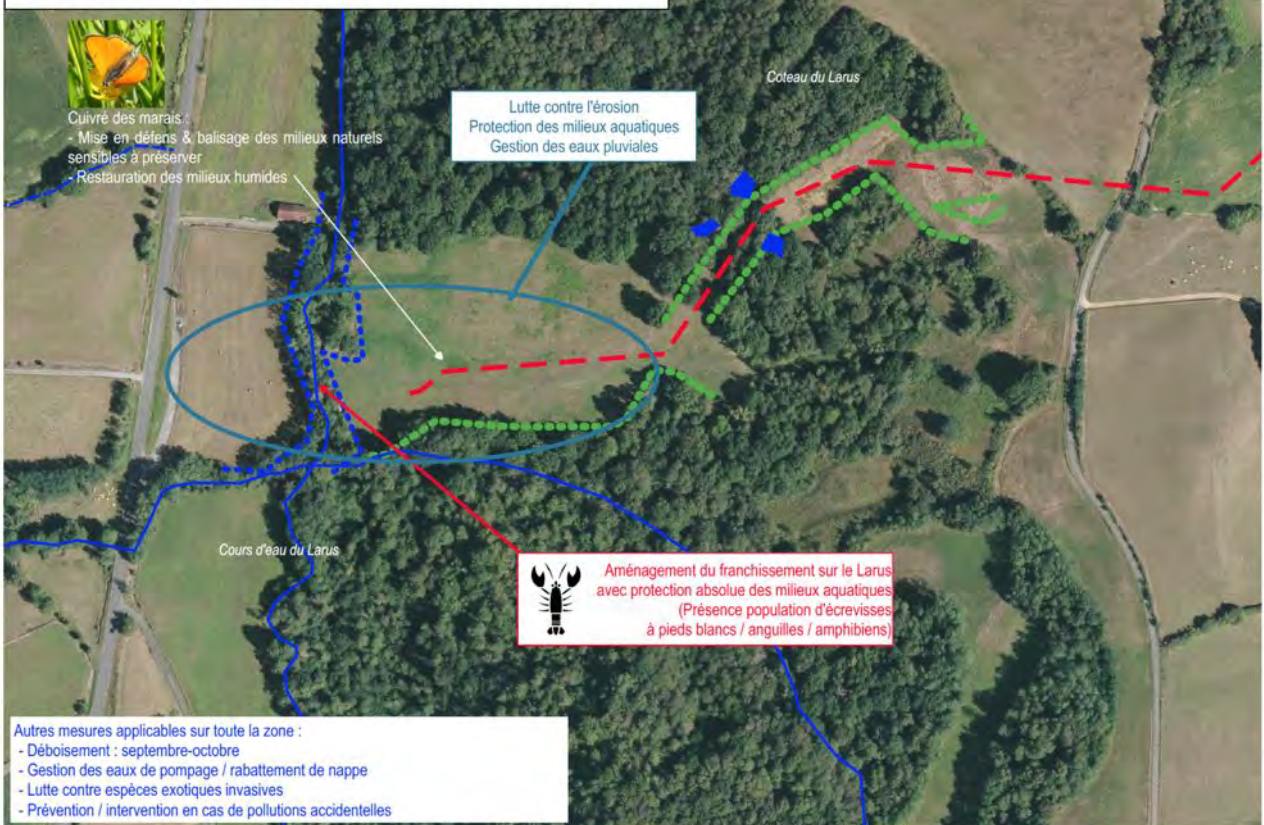 Coteau du Larus
Cuivré des marais :
- Mise en défens & balisage des milieux naturels
sensibles à préserver
- Restauration des milieux humides
Lutte contre l'érosion
Protection des milieux aquatiques
Gestion des eaux pluviales
Cours d'eau du Larus
Aménagement du franchissement sur le Larus
avec protection absolue des milieux aquatiques
(Présence population d'écrevisses
à pieds blancs / anguilles / amphibiens)
Autres mesures applicables sur toute la zone :
- Déboisement : septembre-octobre
- Gestion des eaux de pompage / rabattement de nappe
- Lutte contre espèces exotiques invasives
- Prévention / intervention en cas de pollutions accidentelles